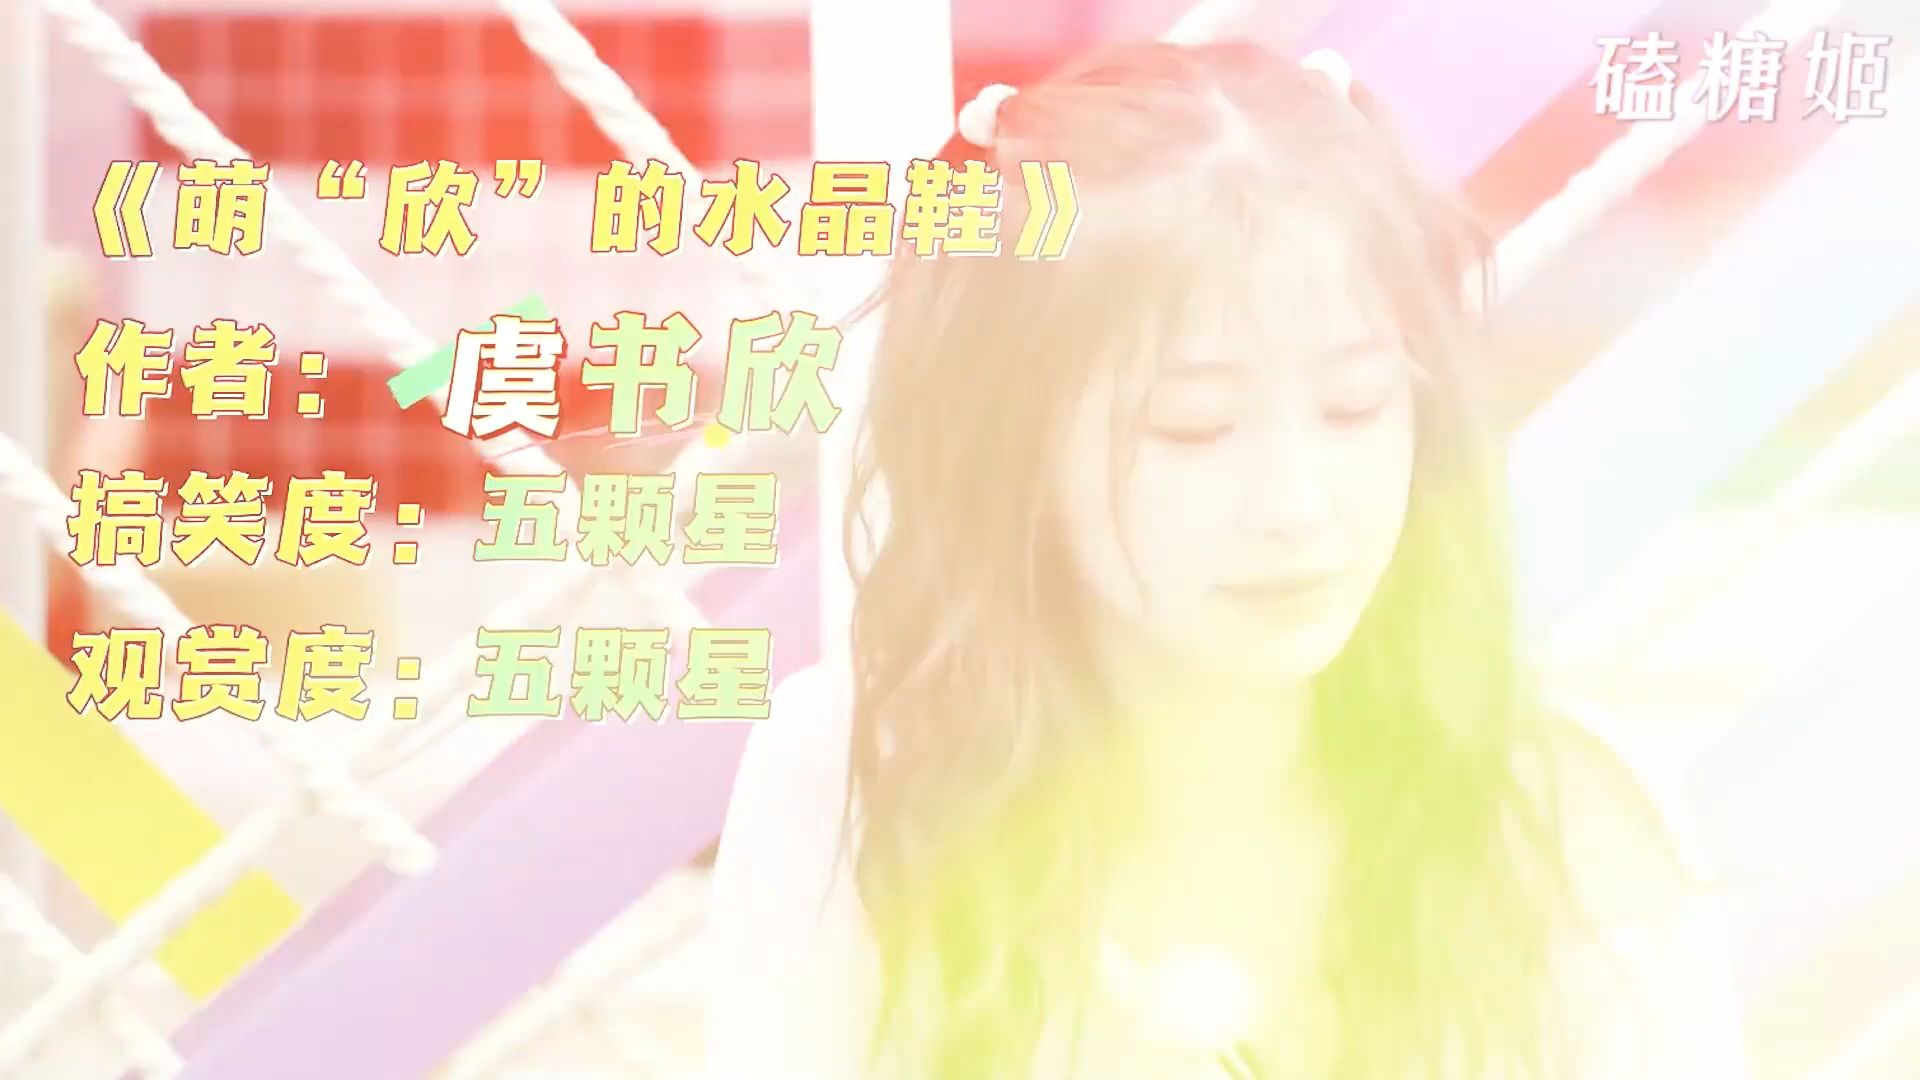 磕糖姬
《萌“欣”的水晶鞋》
作者：虞书欣
搞笑度：五颗星
观赏度：五颗星